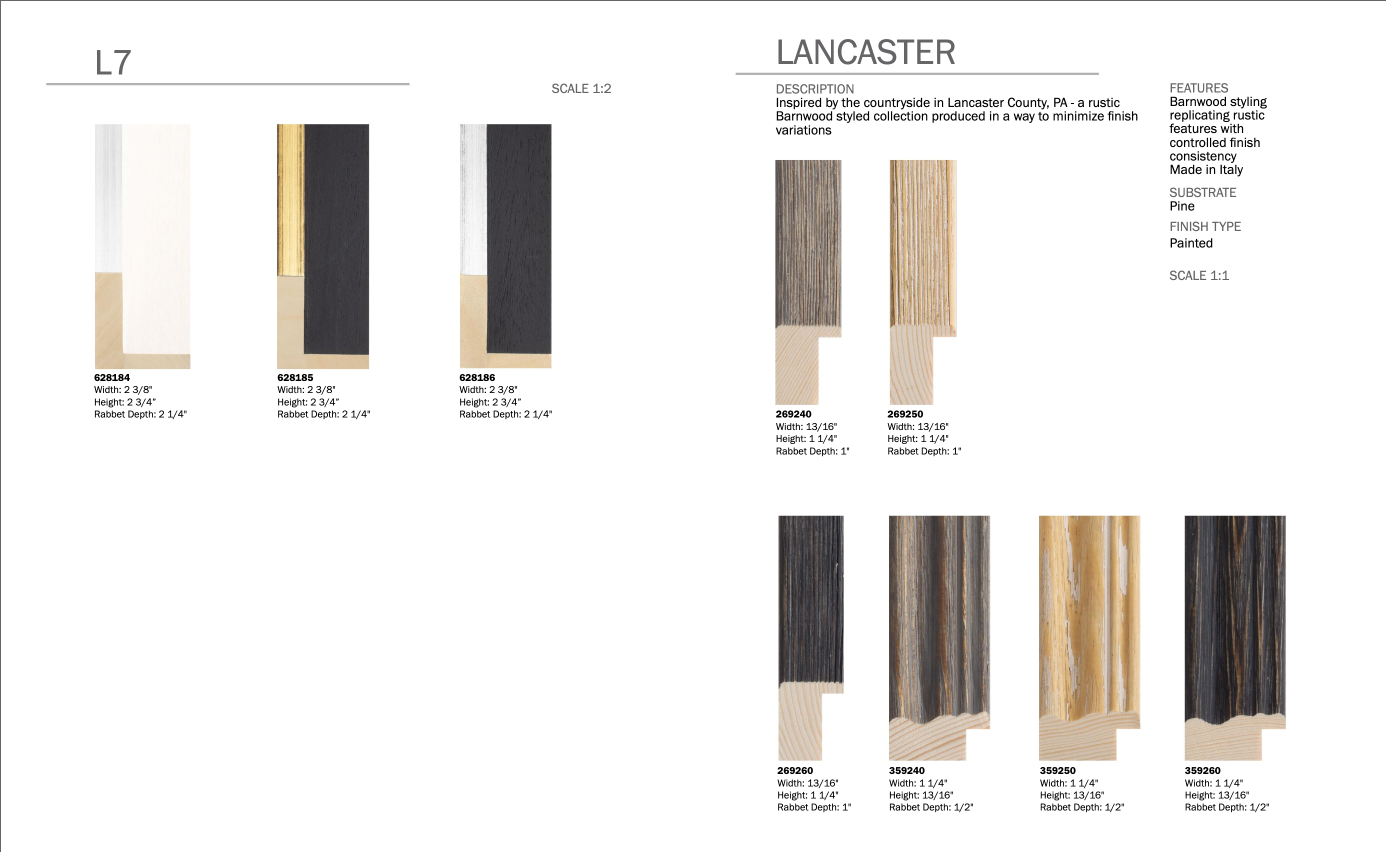 L7
SCALE 1:2
628184
Width: 2 3/8"
Height: 2 3/4”
Rabbet Depth: 2 1/4"
628185
Width: 2 3/8"
Height: 2 3/4”
Rabbet Depth: 2 1/4"
628186
Width: 2 3/8"
Height: 2 3/4”
Rabbet Depth: 2 1/4"
LANCASTER
DESCRIPTION
Inspired by the countryside in Lancaster County, PA - a rustic
Barnwood styled collection produced in a way to minimize finish
variations
FEATURES
Barnwood styling
replicating rustic
features with
controlled finish
consistency
Made in Italy
SUBSTRATE
Pine
FINISH TYPE
Painted
SCALE 1:1
269240
Width: 13/16"
Height: 1 1/4"
Rabbet Depth: 1"
269250
Width: 13/16"
Height: 1 1/4"
Rabbet Depth: 1"
269260
Width: 13/16"
Height: 1 1/4"
Rabbet Depth: 1"
359240
Width: 1 1/4"
Height: 13/16"
Rabbet Depth: 1/2"
359250
Width: 1 1/4"
Height: 13/16"
Rabbet Depth: 1/2"
359260
Width: 1 1/4"
Height: 13/16"
Rabbet Depth: 1/2"